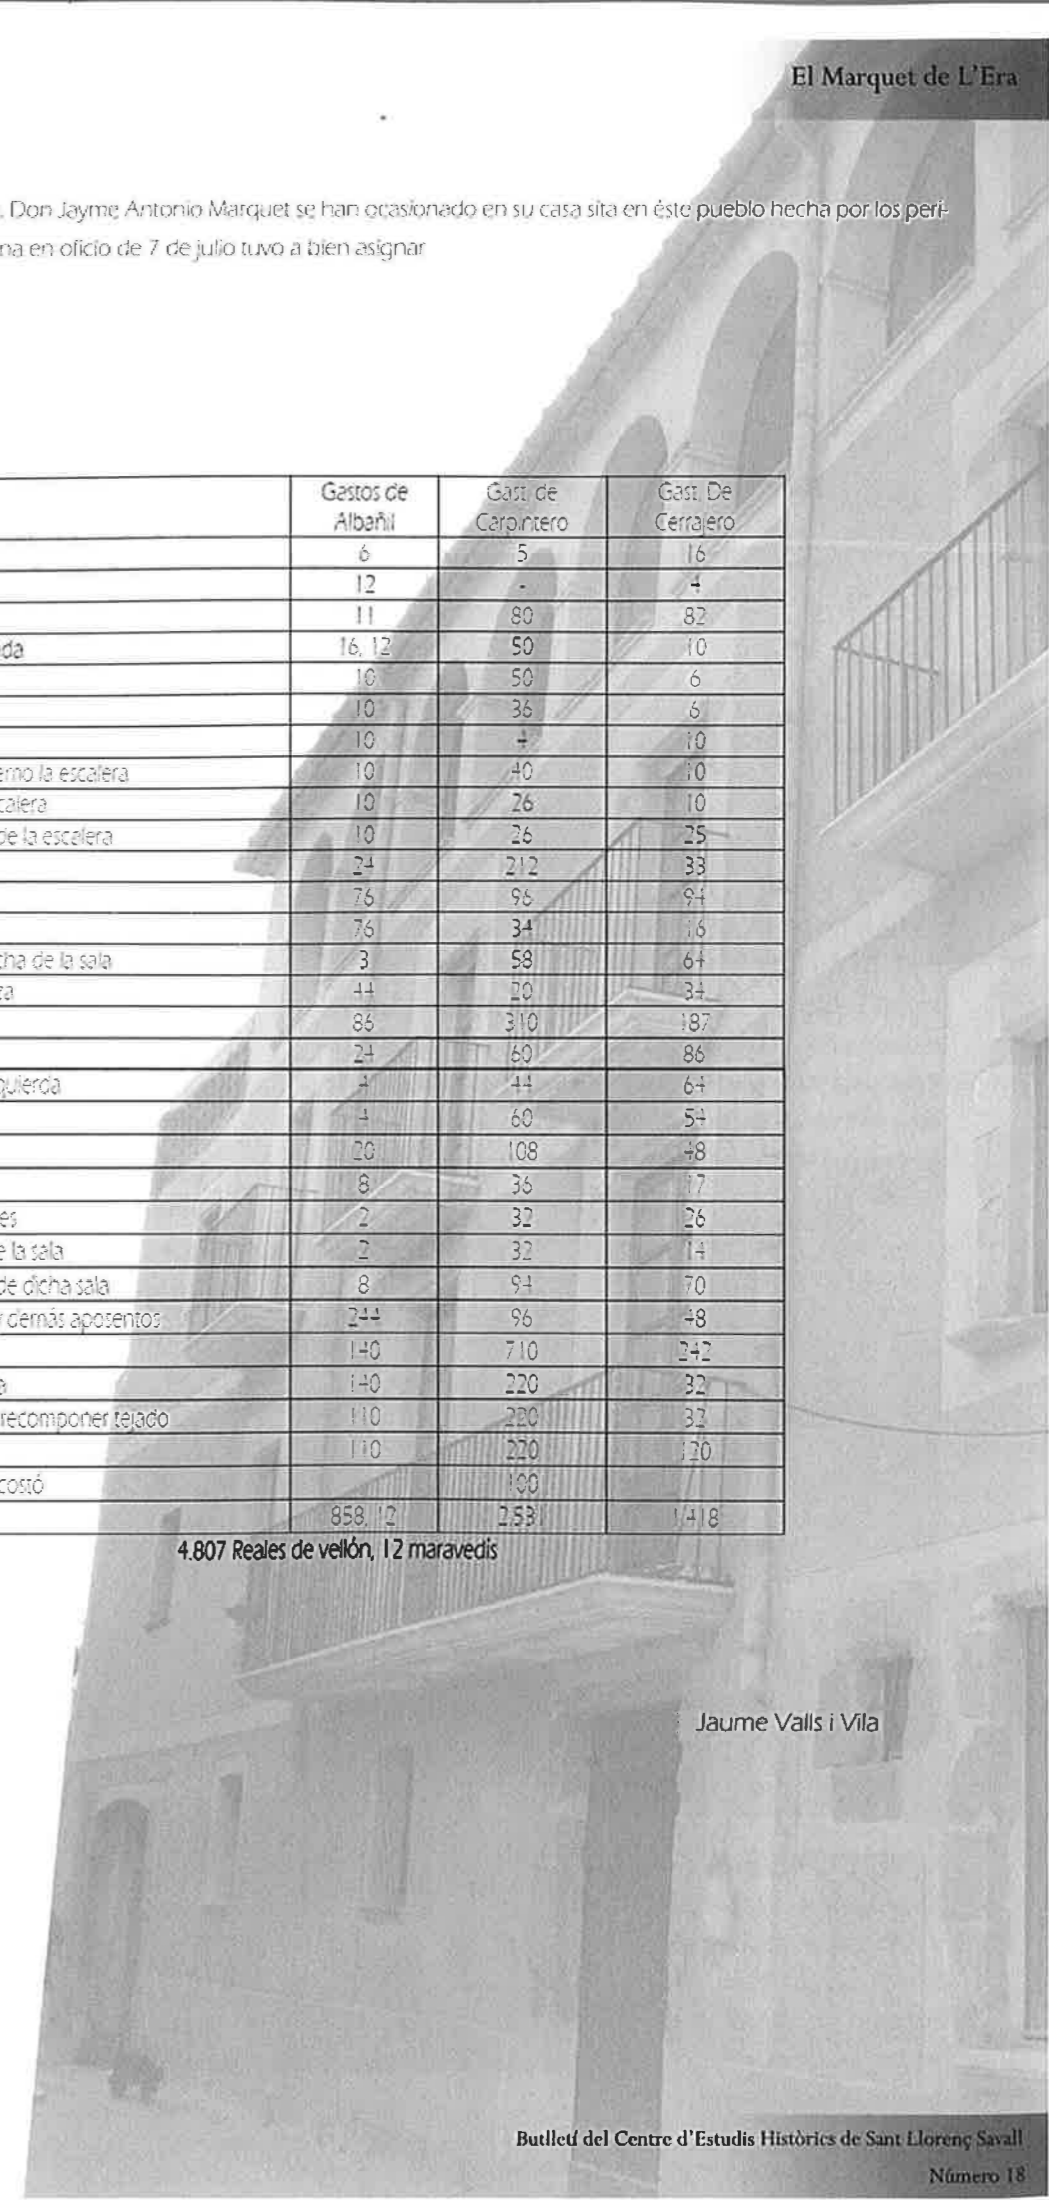 El Marquet de L'Era
. Don Jayme Antonio Marquet se han ocasionado en su casa sita en éste pueblo hecha por los peri-
na en oficio de 7 de julio tuvo a bien asignar
Gastos de Albañil Gast. de Carpintero Gast. De Cerrajero
6 5 16
12 - 4
11 80 82
da 16, 12 50 10
10 50 6
10 36 6
10 4 10
erno la escalera 10 40 10
calera 10 26 10
de la escalera 10 26 25
24 212 33
76 96 94
76 34 16
cha de la sala 3 58 64
za 44 20 34
86 310 187
24 60 86
quierda 4 44 64
4 60 54
20 108 48
8 36 17
es 2 32 26
e la sala 2 32 14
de dicha sala 8 94 70
y demás aposentos 244 96 48
140 710 242
a 140 220 32
recomponer tejado 110 220 32
110 220 120
costó 100
858, 12 2.531 1.418
4.807 Reales de vellón, 12 maravedis
Jaume Valls i Vila
Butlletí del Centre d'Estudis Històrics de Sant Llorenç Savall
Número 18